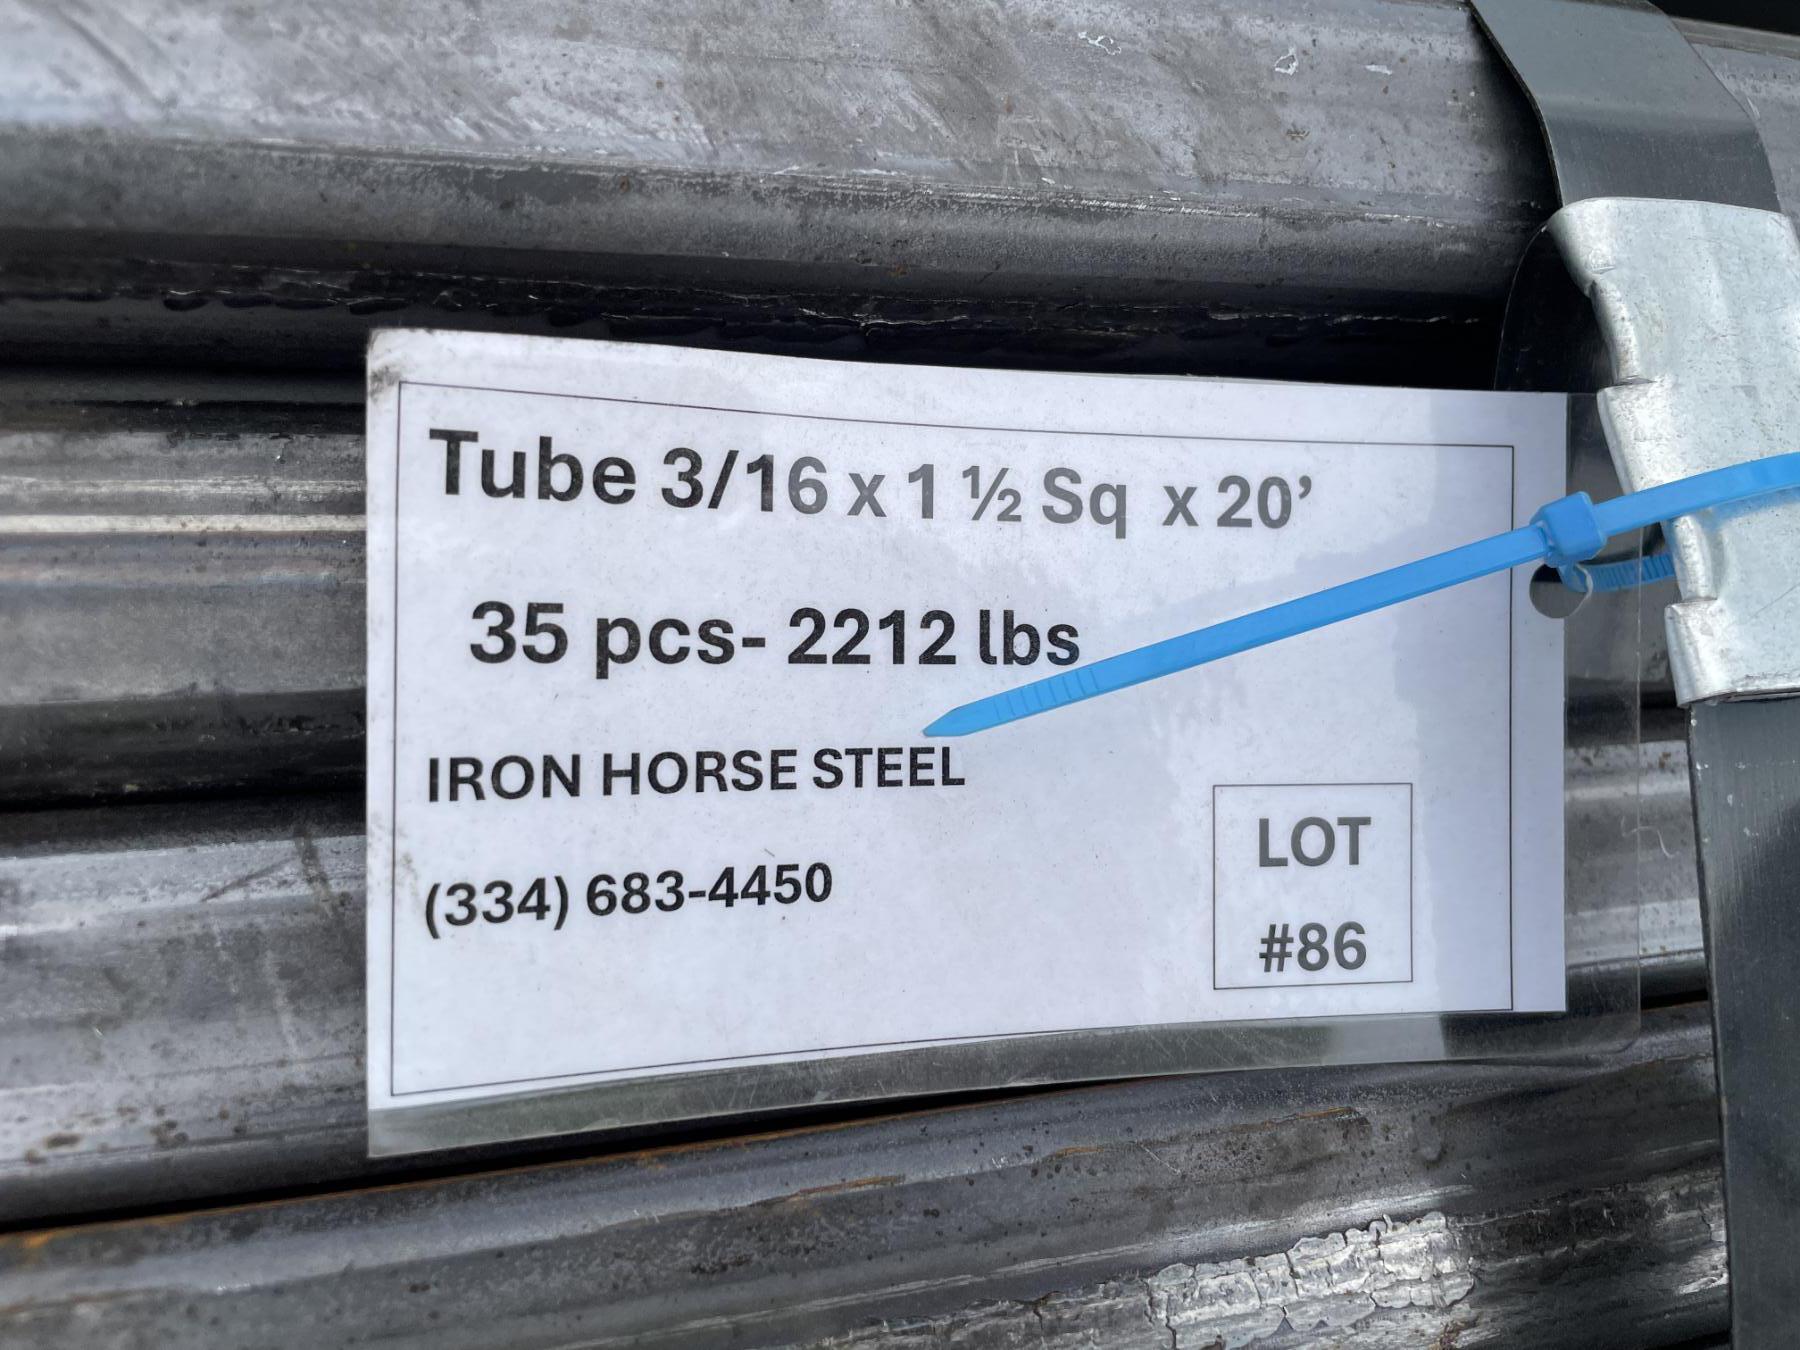 Tube 3/16 x 1 ½ Sq x 20’
35 pcs- 2212 lbs
IRON HORSE STEEL
(334) 683-4450
LOT
#86